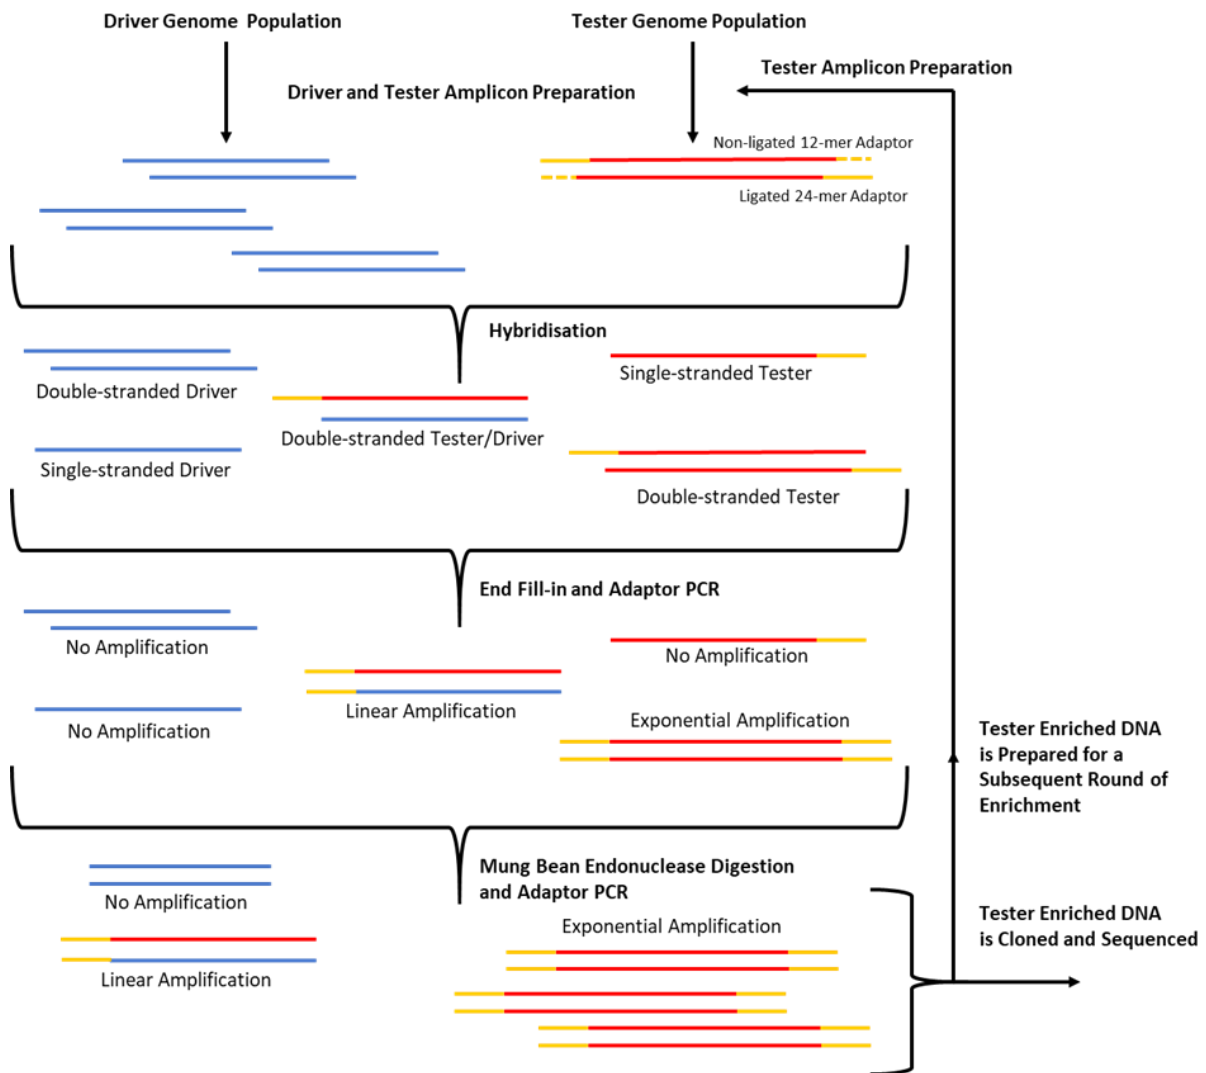 Driver Genome Population
Tester Genome Population
Tester Amplicon Preparation
Driver and Tester Amplicon Preparation
Non-ligated 12-mer Adaptor
Ligated 24-mer Adaptor
Hybridisation
Single-stranded Tester
Double-stranded Driver
Double-stranded Tester/Driver
Single-stranded Driver
Double-stranded Tester
End Fill-in and Adaptor PCR
No Amplification
No Amplification
Linear Amplification
No Amplification
Exponential Amplification
Tester Enriched DNA
is Prepared for a
Subsequent Round of
Enrichment
Mung Bean Endonuclease Digestion
and Adaptor PCR
No Amplification
Exponential Amplification
Linear Amplification
Tester Enriched DNA
is Cloned and Sequenced